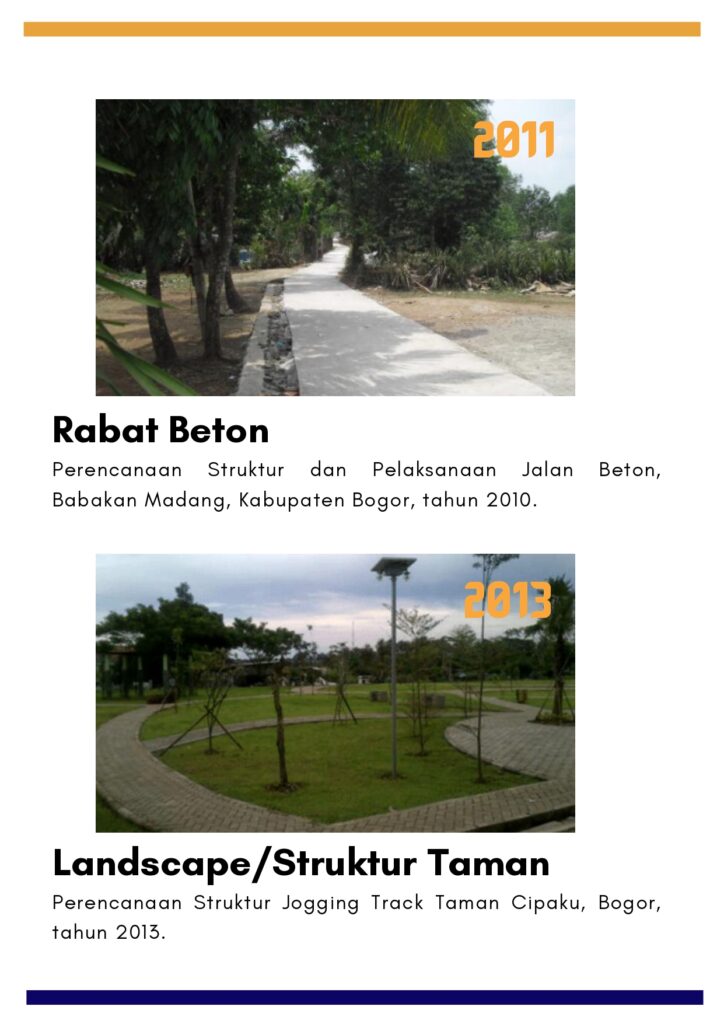 2011
Rabat Beton
Perencanaan Struktur dan Pelaksanaan Jalan Beton,
Babakan Madang, Kabupaten Bogor, tahun 2010.
2013
Landscape/Struktur Taman
Perencanaan Struktur Jogging Track Taman Cipaku, Bogor,
tahun 2013.